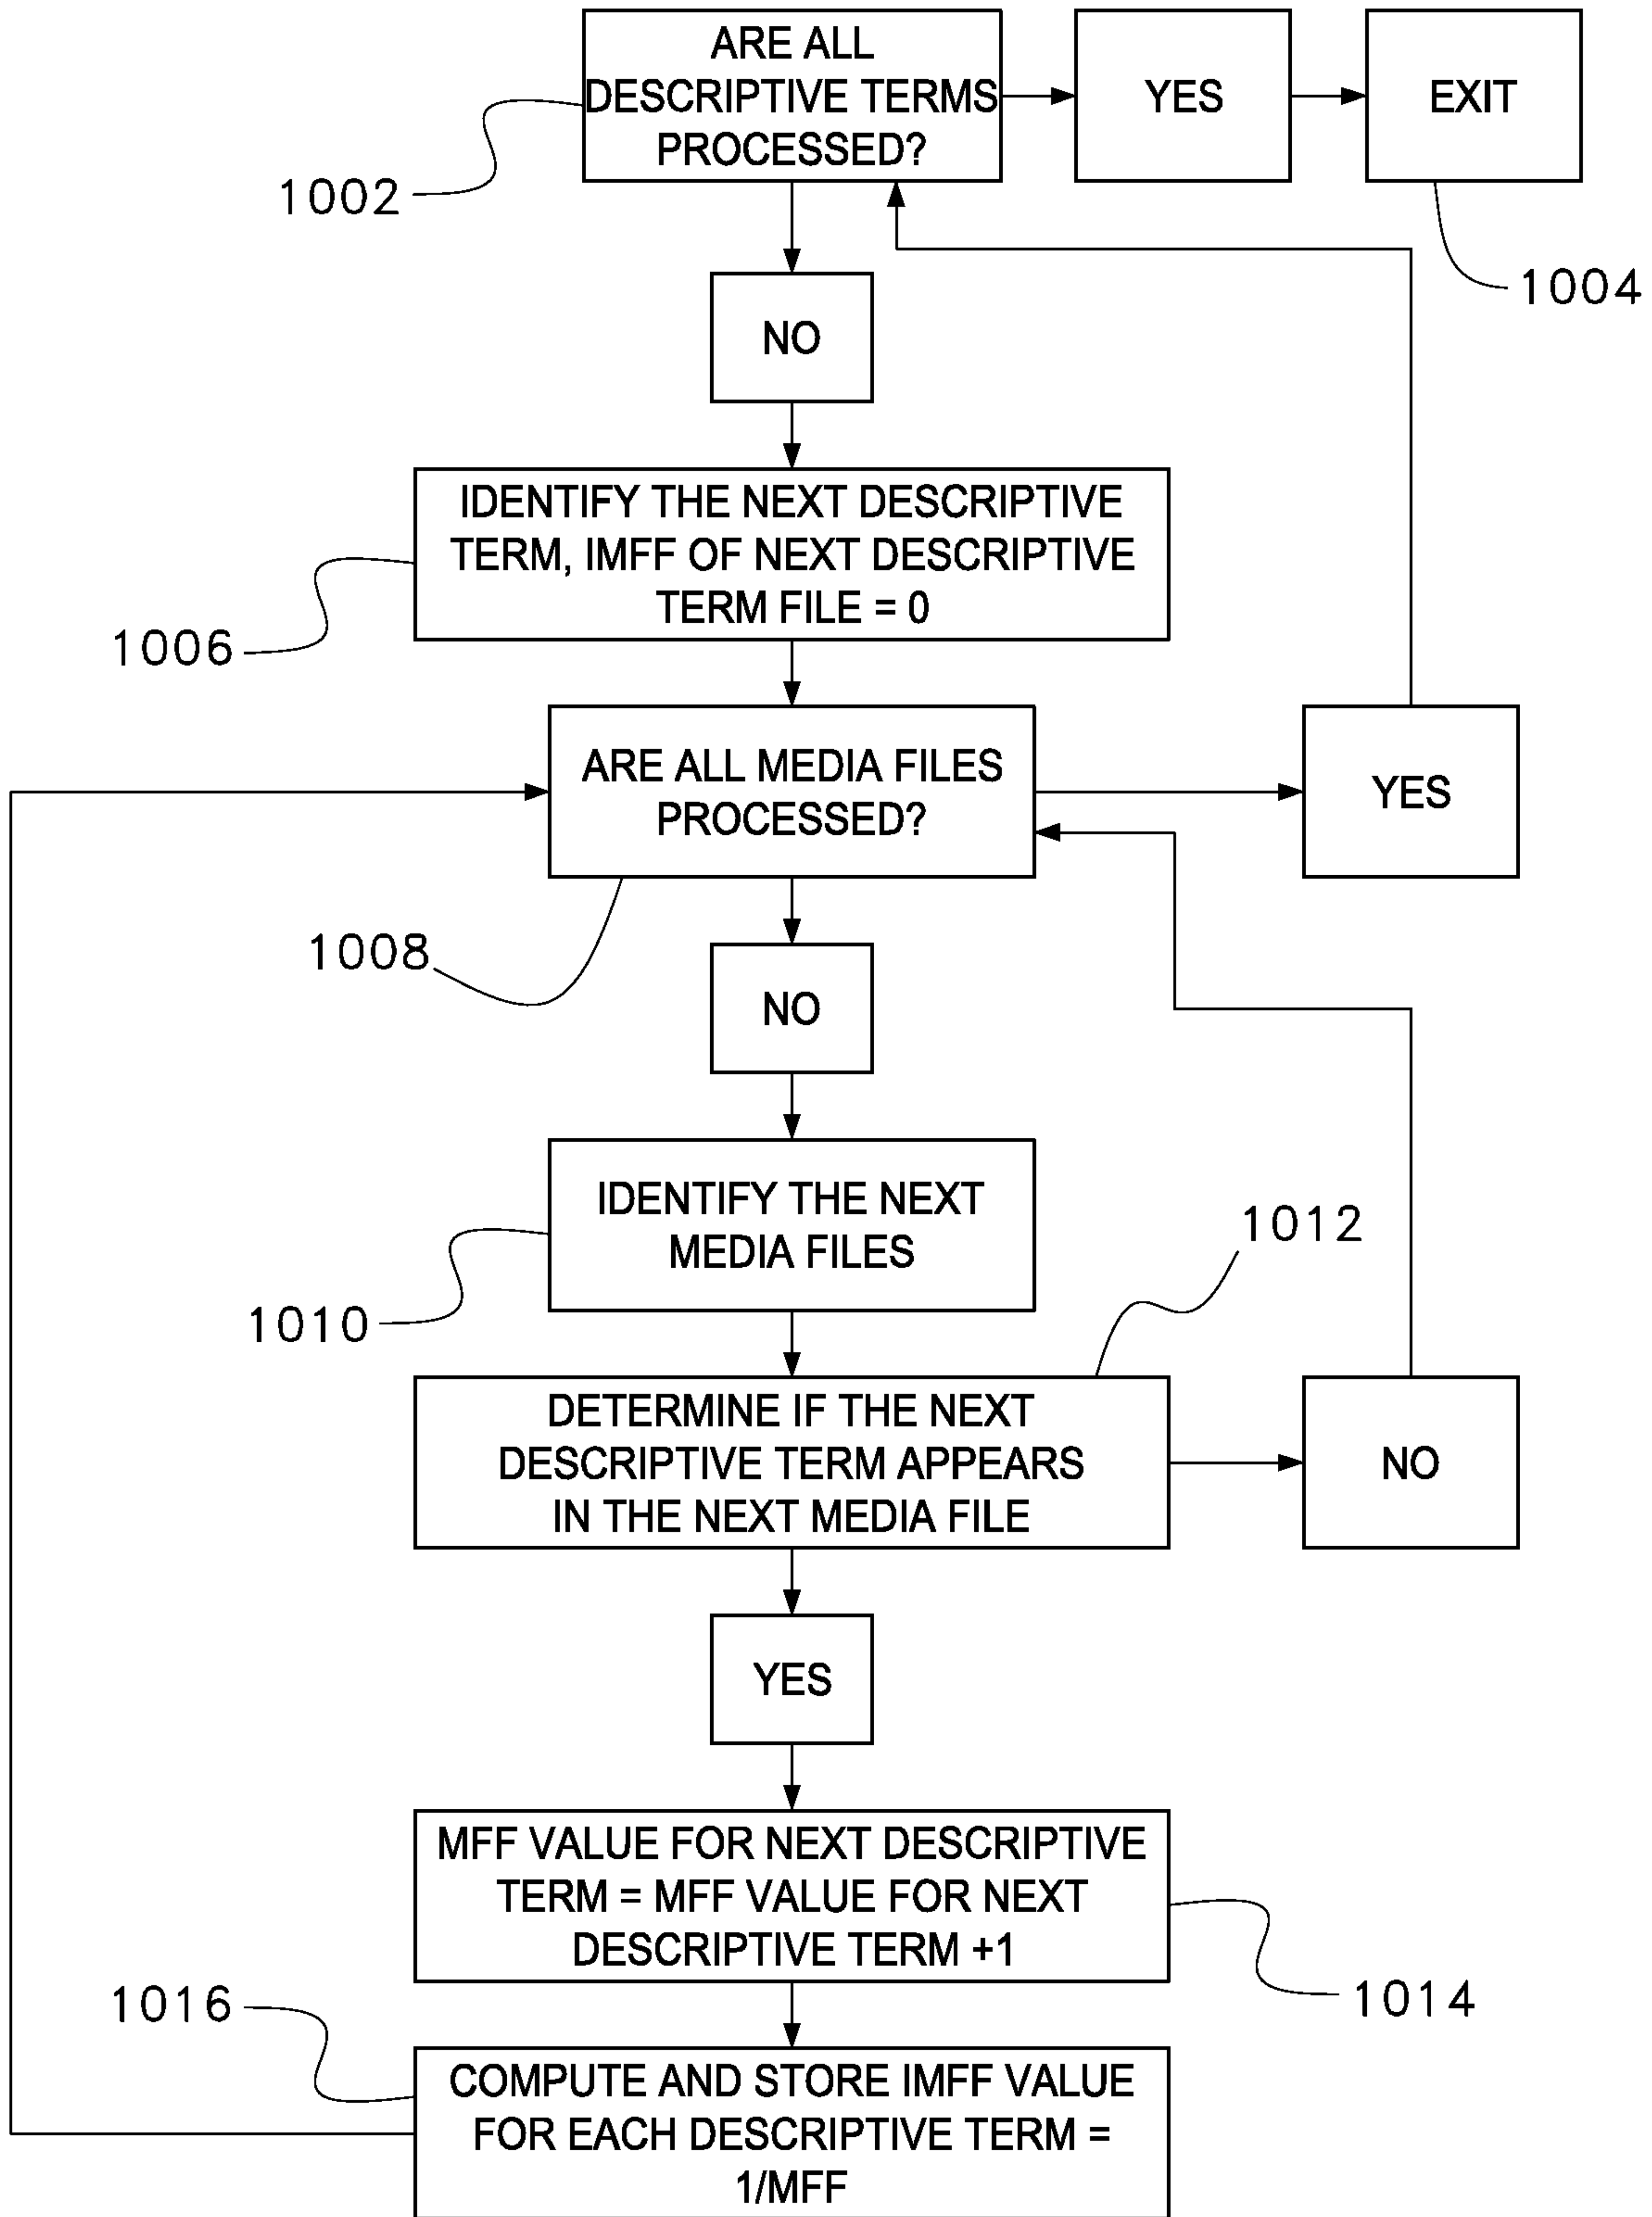 ARE ALL
DESCRIPTIVE TERMS
PROCESSED?
YES
EXIT
1002
1004
NO
IDENTIFY THE NEXT DESCRIPTIVE
TERM, IMFF OF NEXT DESCRIPTIVE
TERM FILE = 0
1006
ARE ALL MEDIA FILES
PROCESSED?
YES
1008
NO
IDENTIFY THE NEXT
MEDIA FILES
1010
1012
DETERMINE IF THE NEXT
DESCRIPTIVE TERM APPEARS
IN THE NEXT MEDIA FILE
NO
YES
MFF VALUE FOR NEXT DESCRIPTIVE
TERM = MFF VALUE FOR NEXT
DESCRIPTIVE TERM +1
1014
1016
COMPUTE AND STORE IMFF VALUE
FOR EACH DESCRIPTIVE TERM =
1/MFF